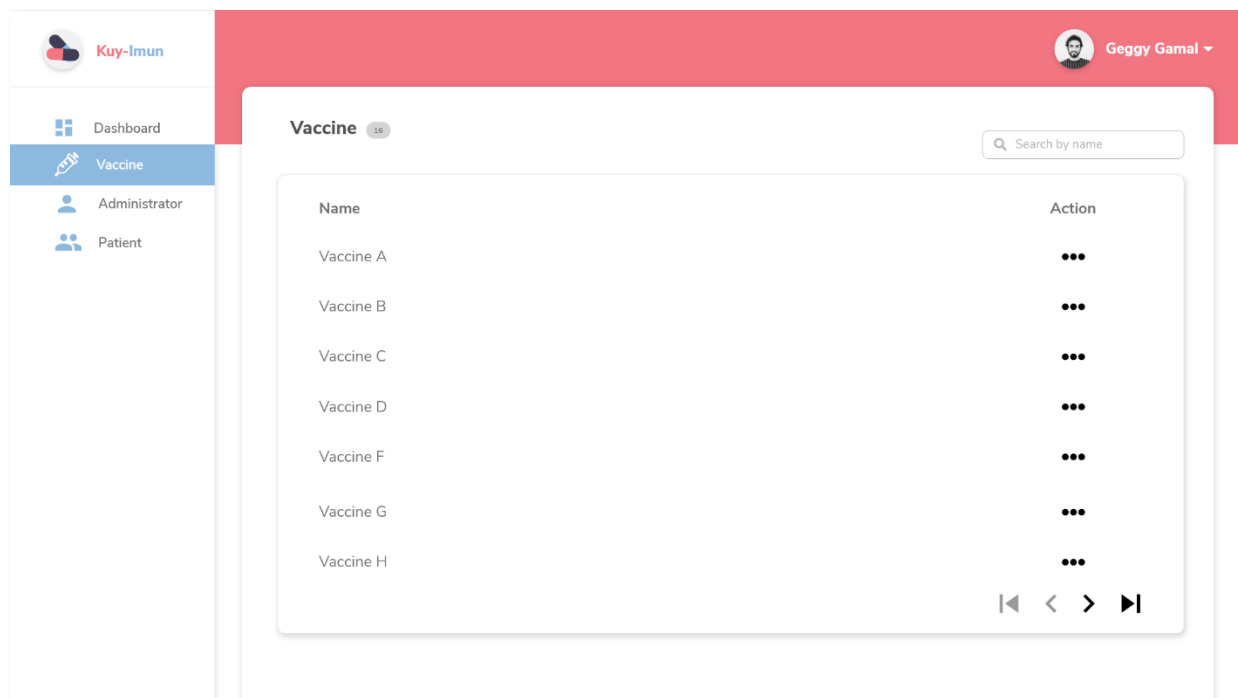 Kuy-Imun
Geggy Gamal
Dashboard
Vaccine
Administrator
Patient
Vaccine 16
Search by name
Name Action
Vaccine A
Vaccine B
Vaccine C
Vaccine D
Vaccine F
Vaccine G
Vaccine H